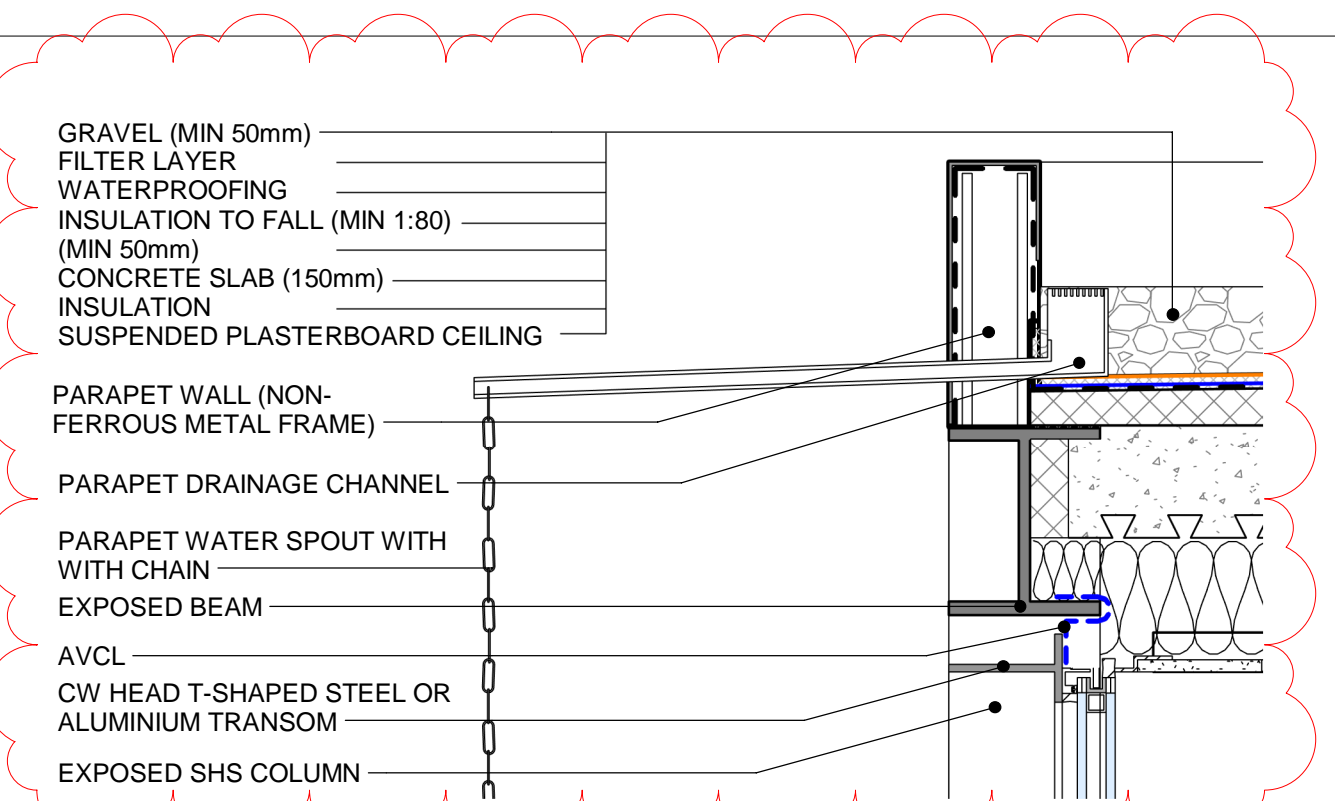 GRAVEL (MIN 50mm)
FILTER LAYER
WATERPROOFING
INSULATION TO FALL (MIN 1:80)
(MIN 50mm)
CONCRETE SLAB (150mm)
INSULATION
SUSPENDED PLASTERBOARD CEILING
PARAPET WALL (NON-
FERROUS METAL FRAME)
PARAPET DRAINAGE CHANNEL
PARAPET WATER SPOUT WITH
WITH CHAIN
EXPOSED BEAM
AVCL
CW HEAD T-SHAPED STEEL OR
ALUMINIUM TRANSOM
EXPOSED SHS COLUMN